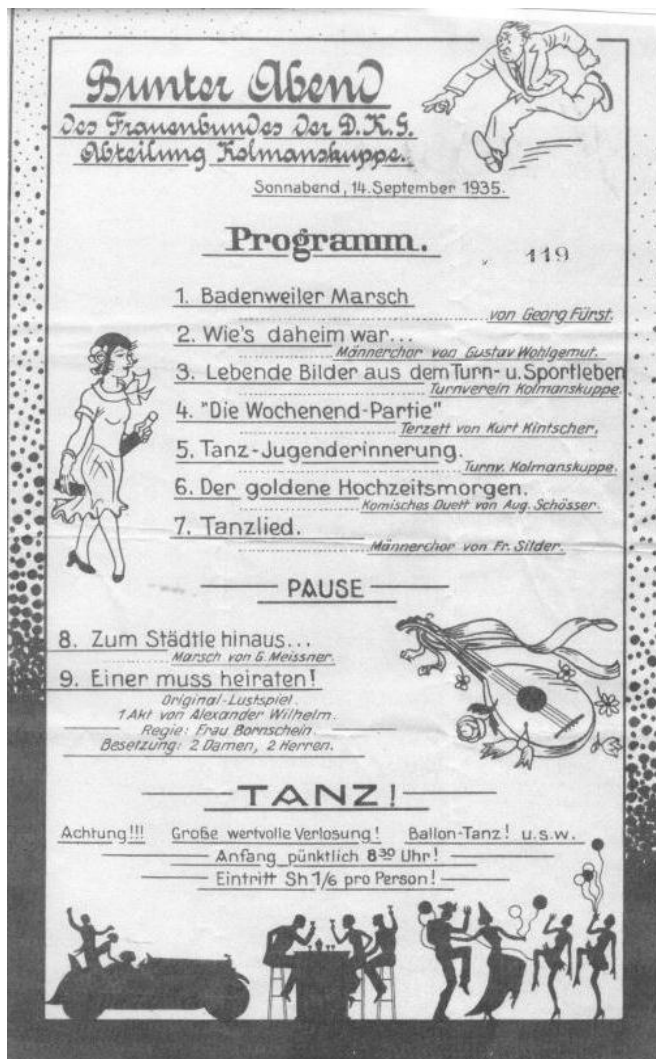 Bunter Abend
des Frauenbundes der D.K.G.
Abteilung Kolmanskuppe.
Sonnabend, 14. September 1935.
Programm.
119
1. Badenweiler Marsch
von Georg Fürst.
2. Wie's daheim war...
Männerchor von Gustav Wohlgemut.
3. Lebende Bilder aus dem Turn- u. Sportleben
Turnverein Kolmanskuppe.
4. "Die Wochenend-Partie"
Terzett von Kurt Kintscher.
5. Tanz-Jugenderinnerung.
Turnv. Kolmanskuppe.
6. Der goldene Hochzeitsmorgen.
Komisches Duett von Aug. Schösser.
7. Tanzlied.
Männerchor von Fr. Silder.
PAUSE
8. Zum Städtle hinaus...
Marsch von G. Meissner.
9. Einer muss heiraten!
Original-Lustspiel.
1 Akt von Alexander Wilhelm.
Regie: Frau Bornschein
Besetzung: 2 Damen, 2 Herren.
TANZ!
Achtung!!! Große wertvolle Verlosung! Ballon-Tanz! u.s.w.
Anfang pünktlich 8 30 Uhr!
Eintritt Sh 1/6 pro Person!